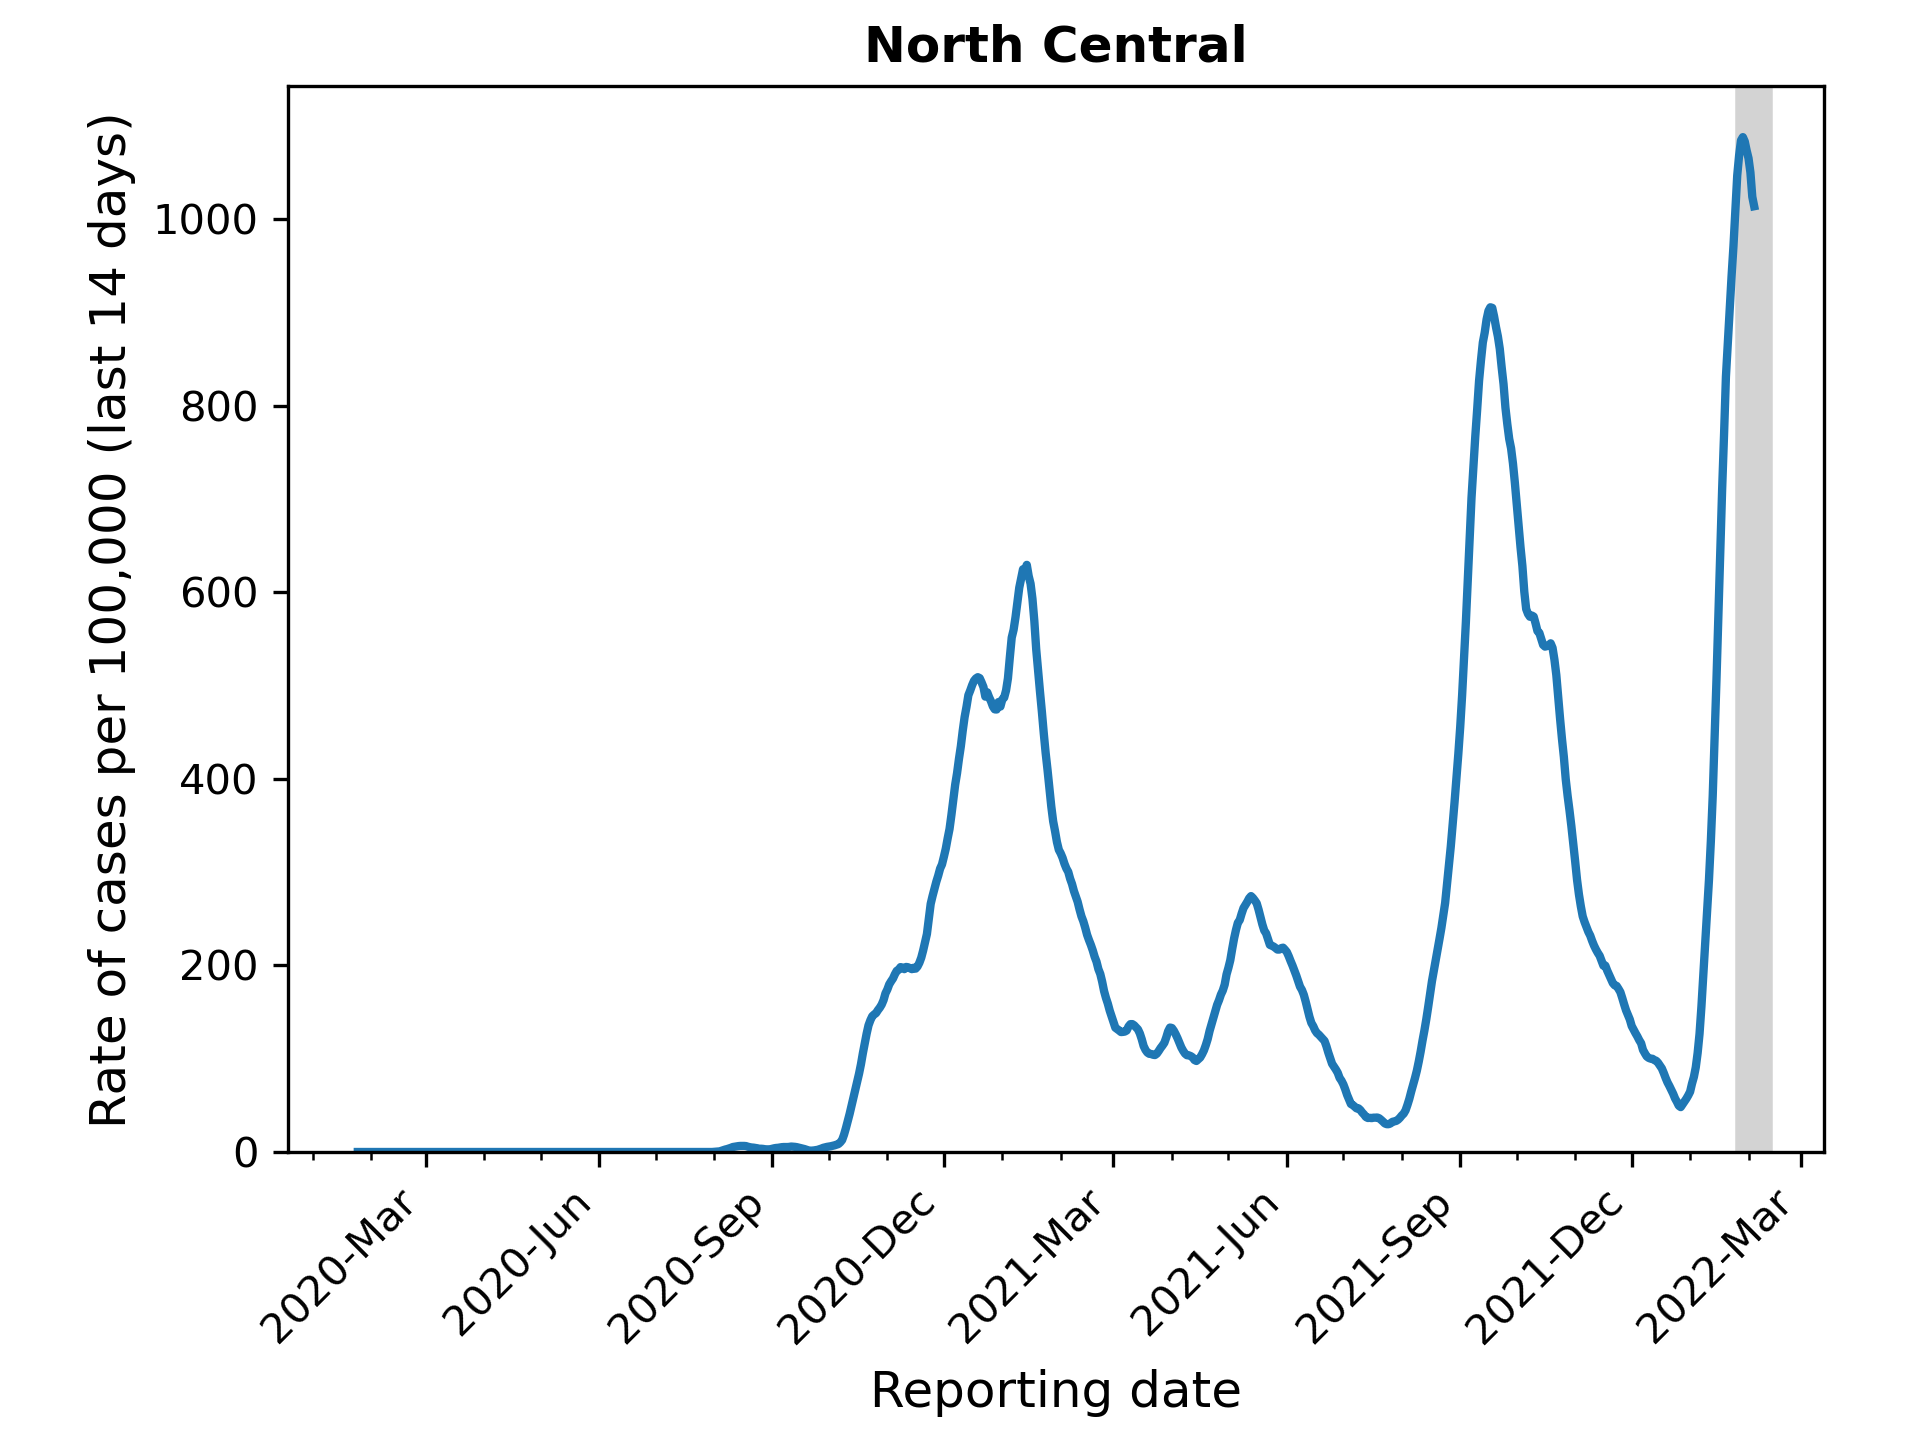 North Central
Rate of cases per 100,000 (last 14 days)
1000
800
600
400
200
0
2020-Mar
2020-Jun
2020-Sep
2020-Dec
2021-Mar
2021-Jun
2021-Sep
2021-Dec
2022-Mar
Reporting date